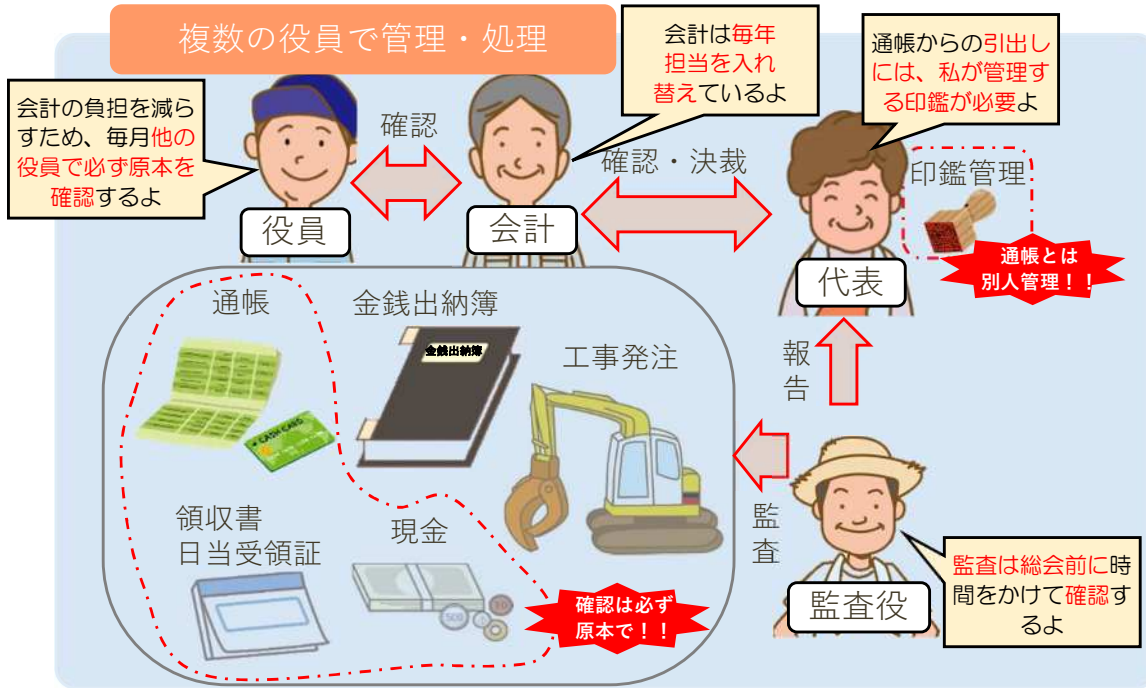 複数の役員で管理・処理
会計の負担を減ら
すため、毎月他の
役員で必ず原本を
確認するよ
確認
会計は毎年
担当を入れ
替えているよ
通帳からの引出し
には、私が管理す
る印鑑が必要よ
確認・決裁
印鑑管理
役員
会計
代表
通帳とは
別人管理！！
通帳
金銭出納簿
金銭出納簿
工事発注
報
告
CASH CARD
領収書
日当受領証
現金
500
10
確認は必ず
原本で！！
監
査
監査役
監査は総会前に時
間をかけて確認す
るよ